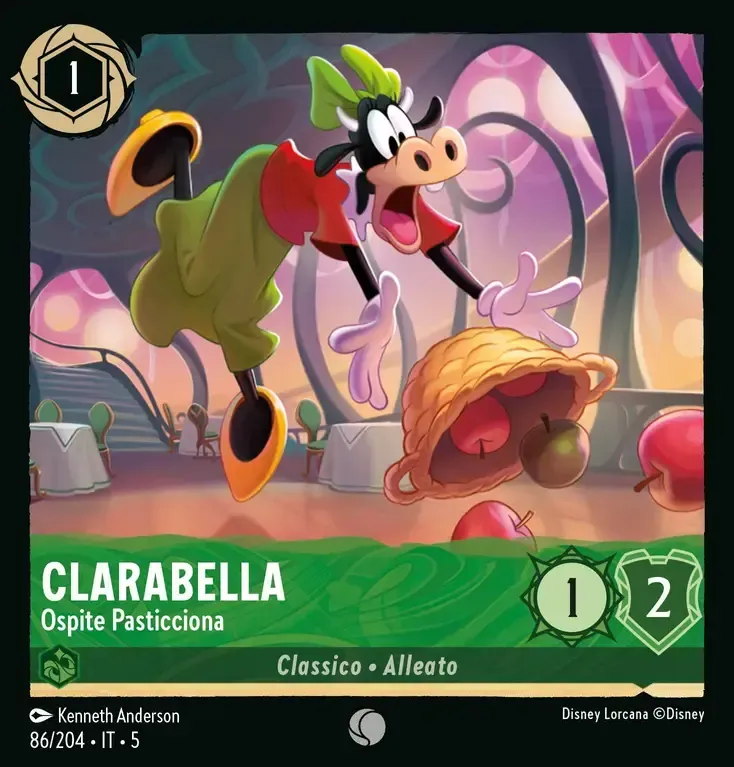 1
CLARABELLA
Ospite Pasticciona
1
2
Classico • Alleato
Kenneth Anderson
Disney Lorcana ©Disney
86/204 • IT • 5